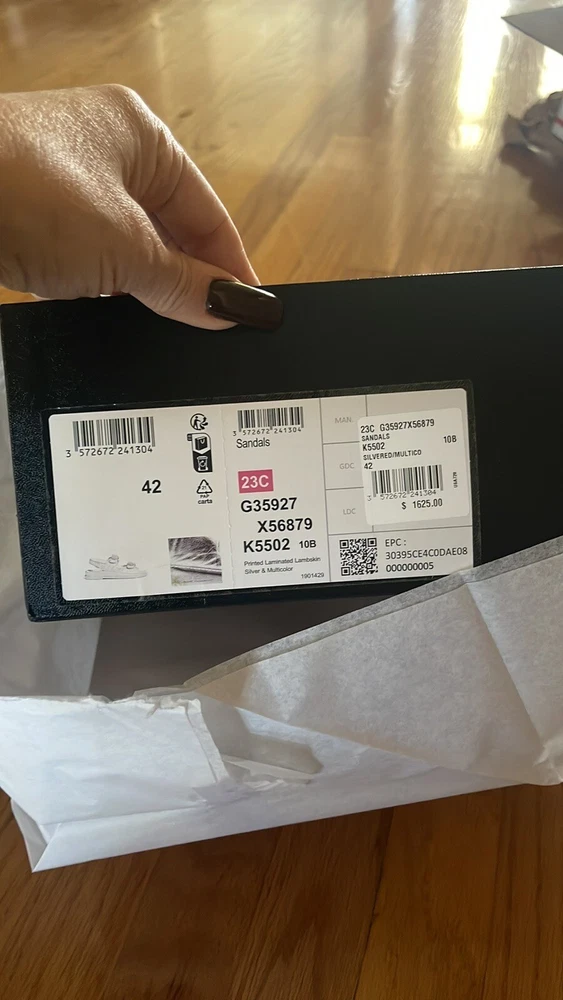 3 572672 241304
42
21
PAP
carta
3 572672 241304
Sandals
23C
G35927
X56879
K5502 10B
Printed Laminated Lambskin
Silver & Multicolor
1901429
MAN.
GDC
LDC
23C G35927X56879
SANDALS
K5502 10B
SILVERED/MULTICO
42
3 572672 241304
$ 1625.00
EPC :
30395CE4C0DAE08
000000005